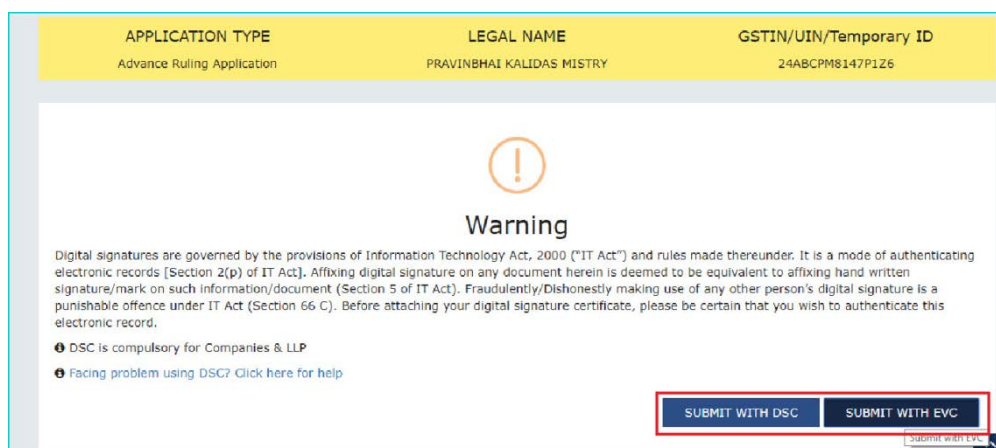 APPLICATION TYPE LEGAL NAME GSTIN/UIN/Temporary ID
Advance Ruling Application PRAVINBHAI KALIDAS MISTRY 24ABCPM8147P1Z6
Warning
Digital signatures are governed by the provisions of Information Technology Act, 2000 ("IT Act") and rules made thereunder. It is a mode of authenticating
electronic records [Section 2(p) of IT Act]. Affixing digital signature on any document herein is deemed to be equivalent to affixing hand written
signature/mark on such information/document (Section 5 of IT Act). Fraudulently/Dishonestly making use of any other person's digital signature is a
punishable offence under IT Act (Section 66 C). Before attaching your digital signature certificate, please be certain that you wish to authenticate this
electronic record.
DSC is compulsory for Companies & LLP
Facing problem using DSC? Click here for help
SUBMIT WITH DSC SUBMIT WITH EVC
Submit with EVC